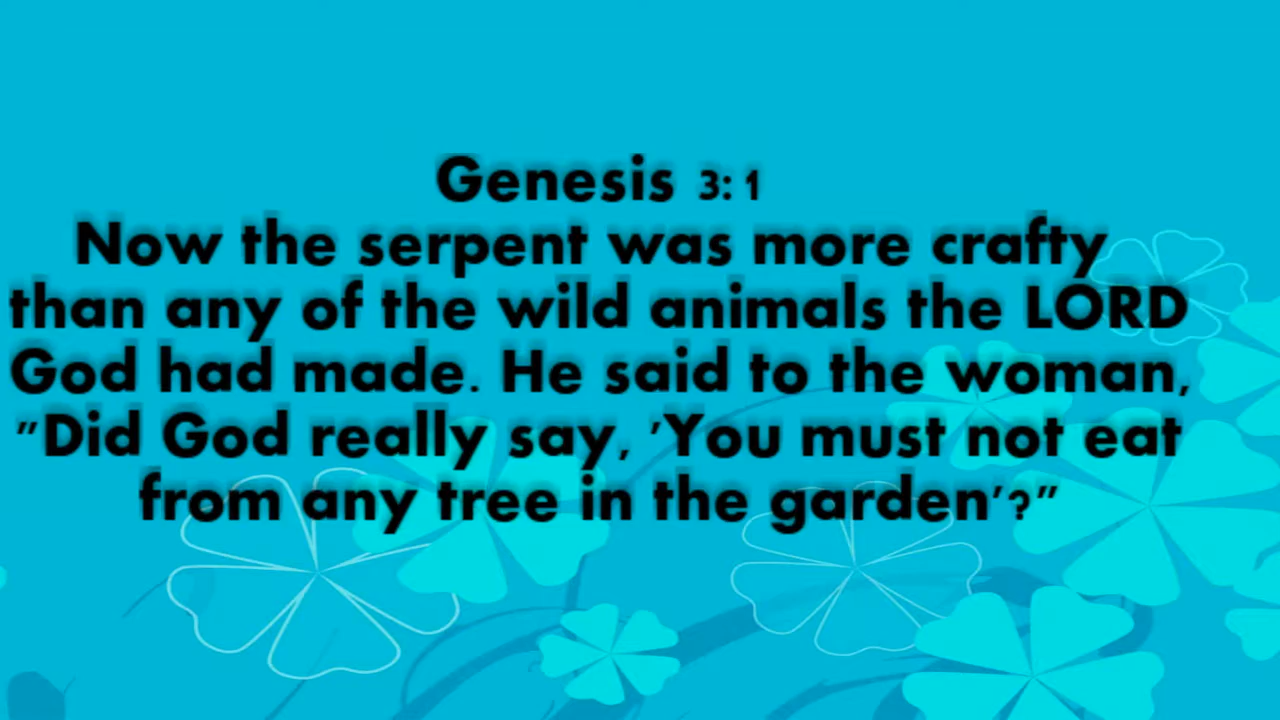 Genesis 3:1
Now the serpent was more crafty
than any of the wild animals the LORD
God had made. He said to the woman,
"Did God really say, 'You must not eat
from any tree in the garden'?"